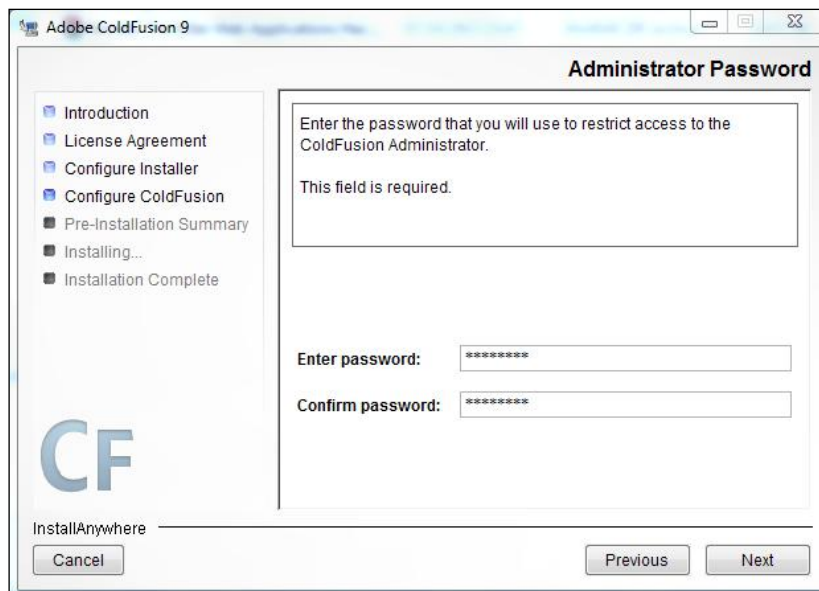 Adobe ColdFusion 9
Administrator Password
Introduction
License Agreement
Configure Installer
Configure ColdFusion
Pre-Installation Summary
Installing...
Installation Complete
Enter the password that you will use to restrict access to the
ColdFusion Administrator.
This field is required.
Enter password: ********
Confirm password: ********
CF
InstallAnywhere
Cancel
Previous
Next